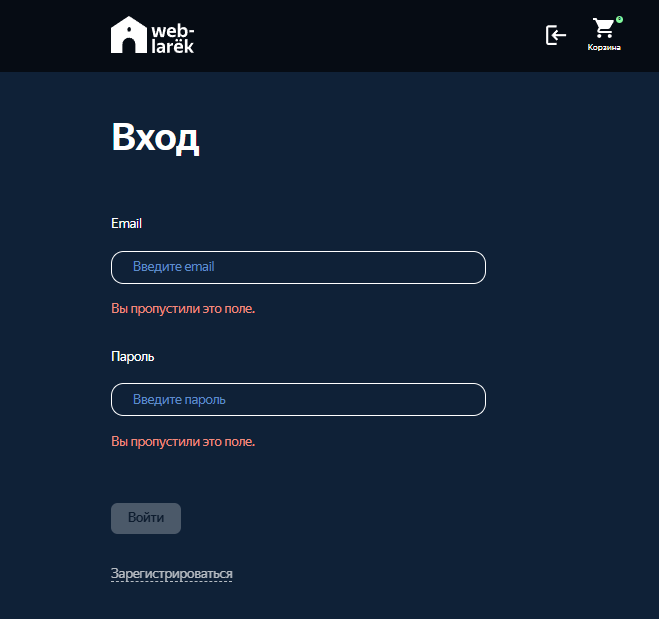 web-
larёk
0
Корзина
Вход
Email
Введите email
Вы пропустили это поле.
Пароль
Введите пароль
Вы пропустили это поле.
Войти
Зарегистрироваться